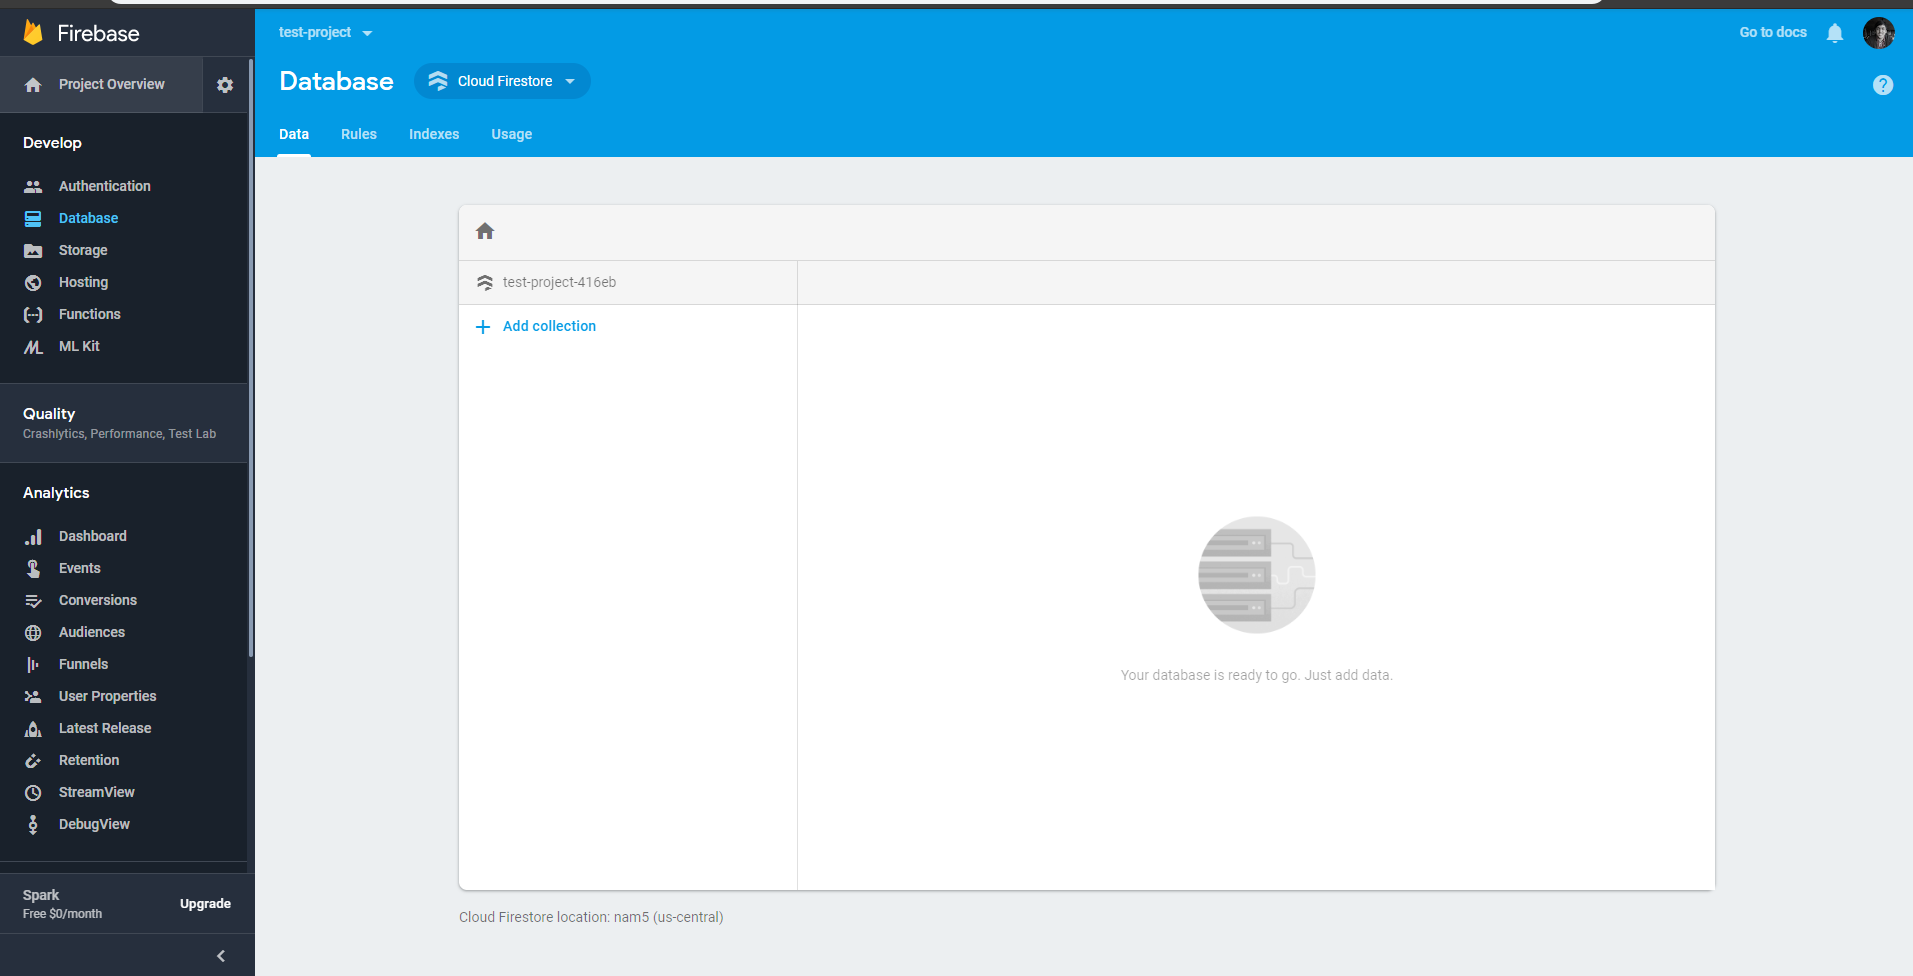 Firebase
Project Overview
Develop
Authentication
Database
Storage
Hosting
Functions
ML Kit
Quality
Crashlytics, Performance, Test Lab
Analytics
Dashboard
Events
Conversions
Audiences
Funnels
User Properties
Latest Release
Retention
StreamView
DebugView
Spark
Free $0/month
Upgrade
test-project
Go to docs
Database
Cloud Firestore
Data
Rules
Indexes
Usage
test-project-416eb
Add collection
Your database is ready to go. Just add data.
Cloud Firestore location: nam5 (us-central)